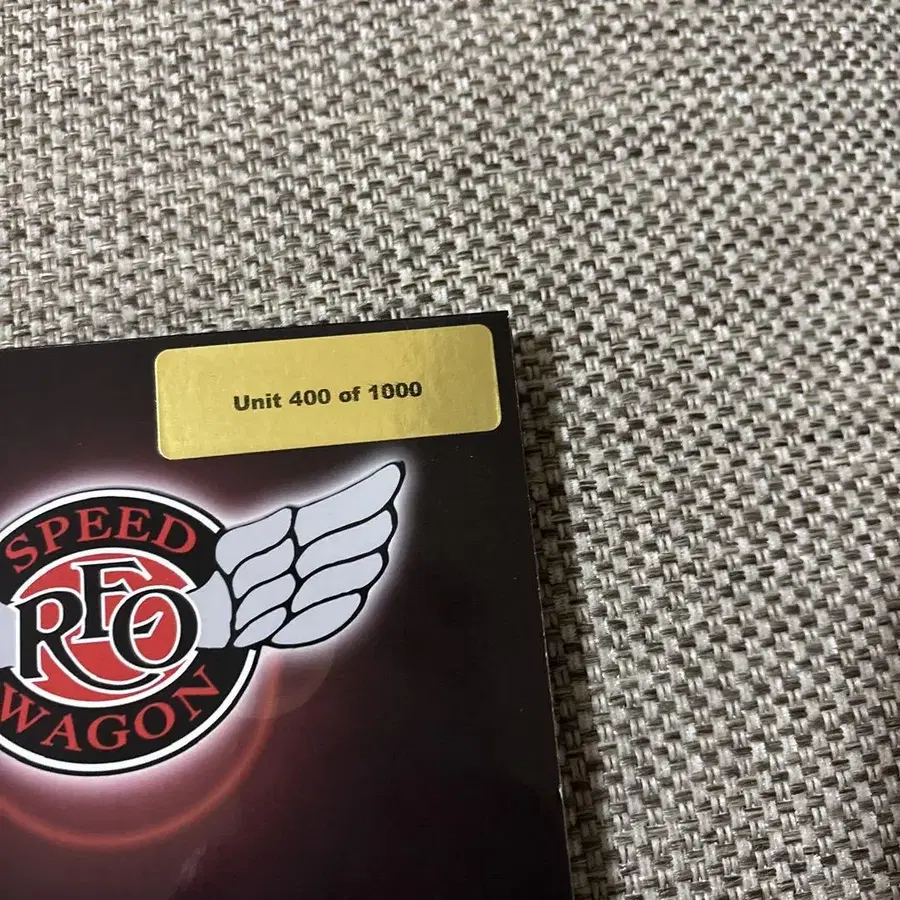 Unit 400 of 1000
SPEED
REO
WAGON